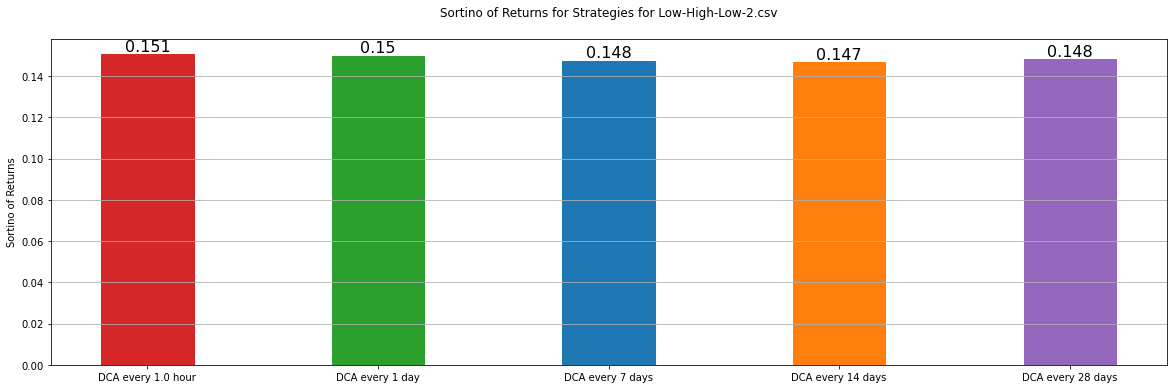 Sortino of Returns for Strategies for Low-High-Low-2.csv
0.151
0.15
0.148
0.147
0.148
0.14
0.12
0.10
0.08
0.06
0.04
0.02
0.00
Sortino of Returns
DCA every 1.0 hour
DCA every 1 day
DCA every 7 days
DCA every 14 days
DCA every 28 days